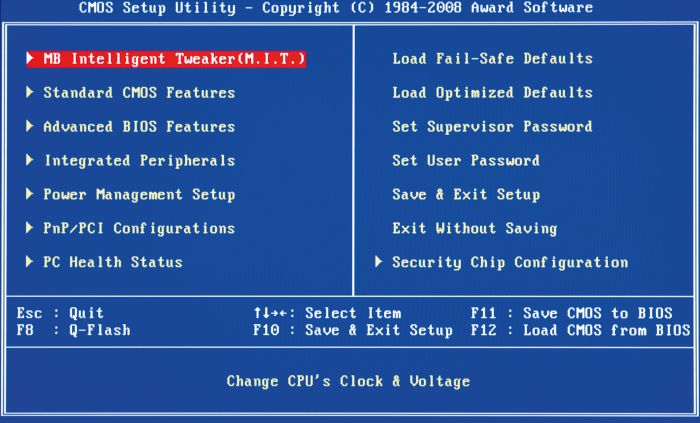 CMOS Setup Utility - Copyright (C) 1984-2008 Award Software
MB Intelligent Tweaker(M.I.T.)
Standard CMOS Features
Advanced BIOS Features
Integrated Peripherals
Power Management Setup
PnP/PCI Configurations
PC Health Status
Load Fail-Safe Defaults
Load Optimized Defaults
Set Supervisor Password
Set User Password
Save & Exit Setup
Exit Without Saving
Security Chip Configuration
Esc : Quit ↑↓→←: Select Item F11 : Save CMOS to BIOS
F8 : Q-Flash F10 : Save & Exit Setup F12 : Load CMOS from BIOS
Change CPU's Clock & Voltage